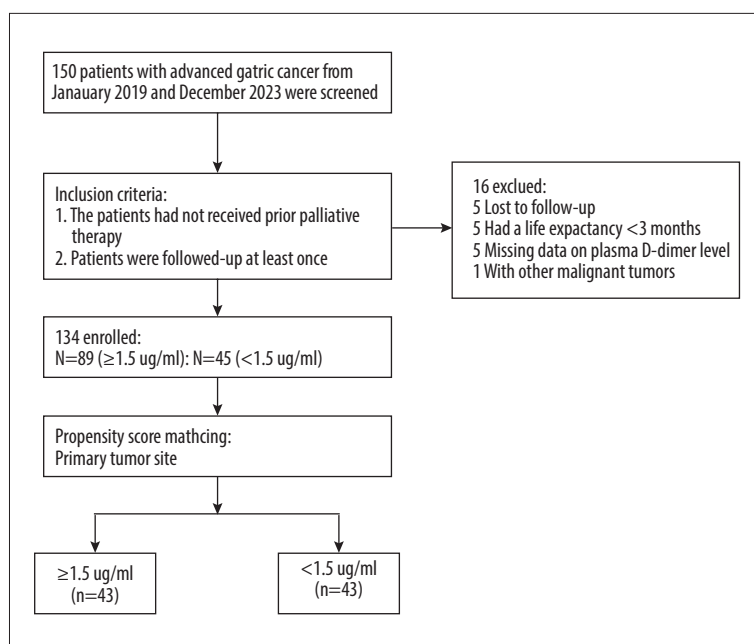 150 patients with advanced gatric cancer from
Janauary 2019 and December 2023 were screened
Inclusion criteria:
1. The patients had not received prior palliative
therapy
2. Patients were followed-up at least once
16 exclued:
5 Lost to follow-up
5 Had a life expactancy <3 months
5 Missing data on plasma D-dimer level
1 With other malignant tumors
134 enrolled:
N=89 (≥1.5 ug/ml): N=45 (<1.5 ug/ml)
Propensity score mathcing:
Primary tumor site
≥1.5 ug/ml
(n=43)
<1.5 ug/ml
(n=43)